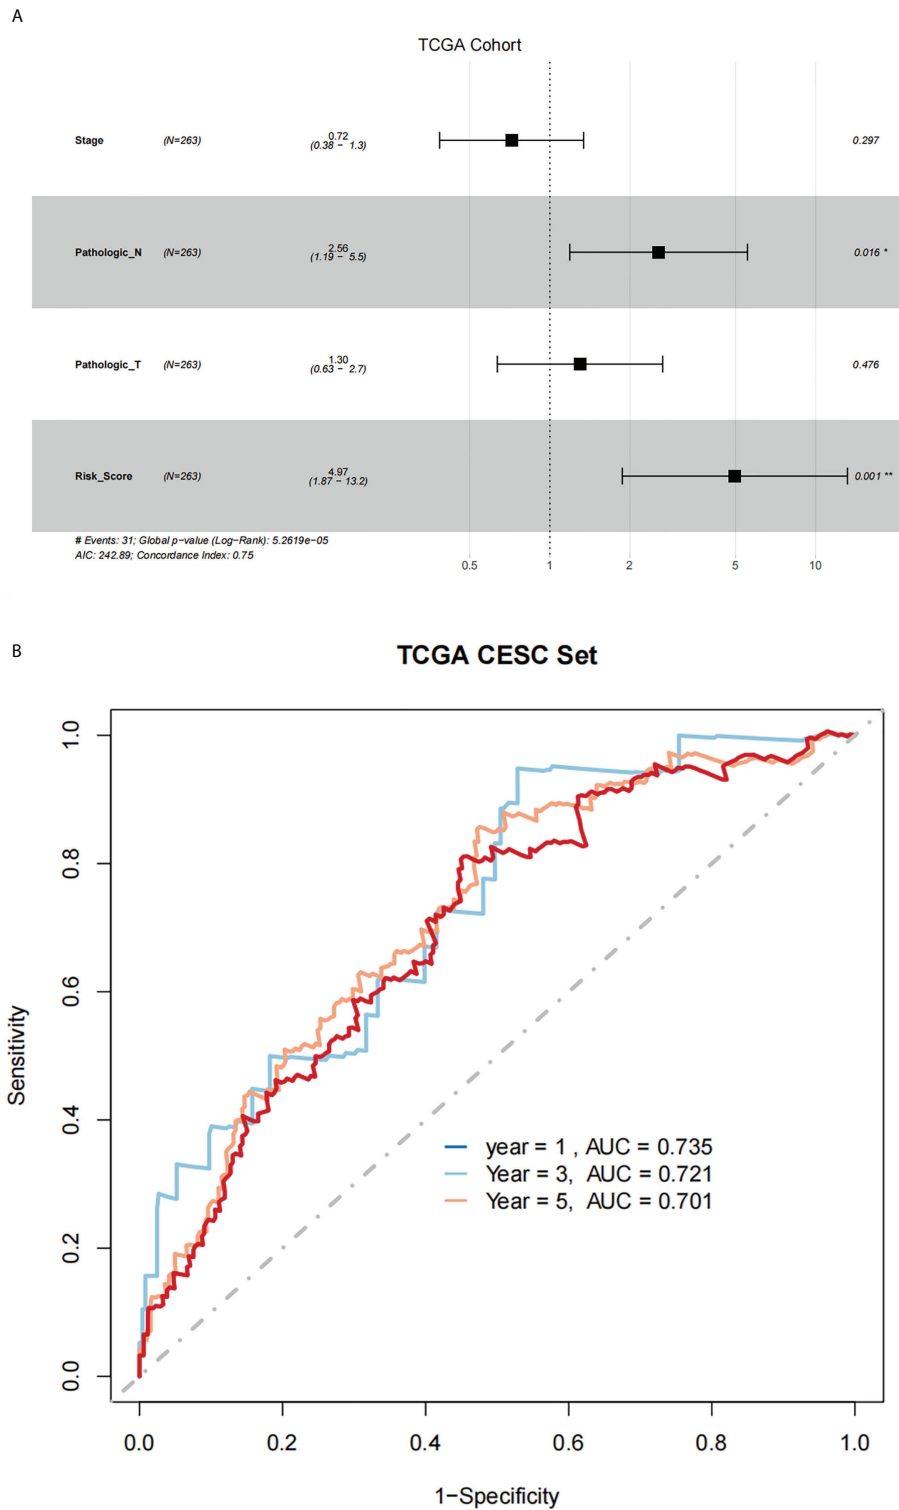 A
TCGA Cohort
Stage (N=263) 0.72 0.297
(0.38 − 1.3)
Pathologic_N (N=263) 2.56 0.016 *
(1.19 − 5.5)
Pathologic_T (N=263) 1.30 0.476
(0.63 − 2.7)
Risk_Score (N=263) 4.97 0.001 **
(1.87 − 13.2)
# Events: 31; Global p−value (Log−Rank): 5.2619e−05
AIC: 242.89; Concordance Index: 0.75
0.5 1 2 5 10
B
TCGA CESC Set
1.0
0.8
0.6
0.4
0.2
0.0
Sensitivity
year = 1 , AUC = 0.735
Year = 3, AUC = 0.721
Year = 5, AUC = 0.701
0.0 0.2 0.4 0.6 0.8 1.0
1−Specificity